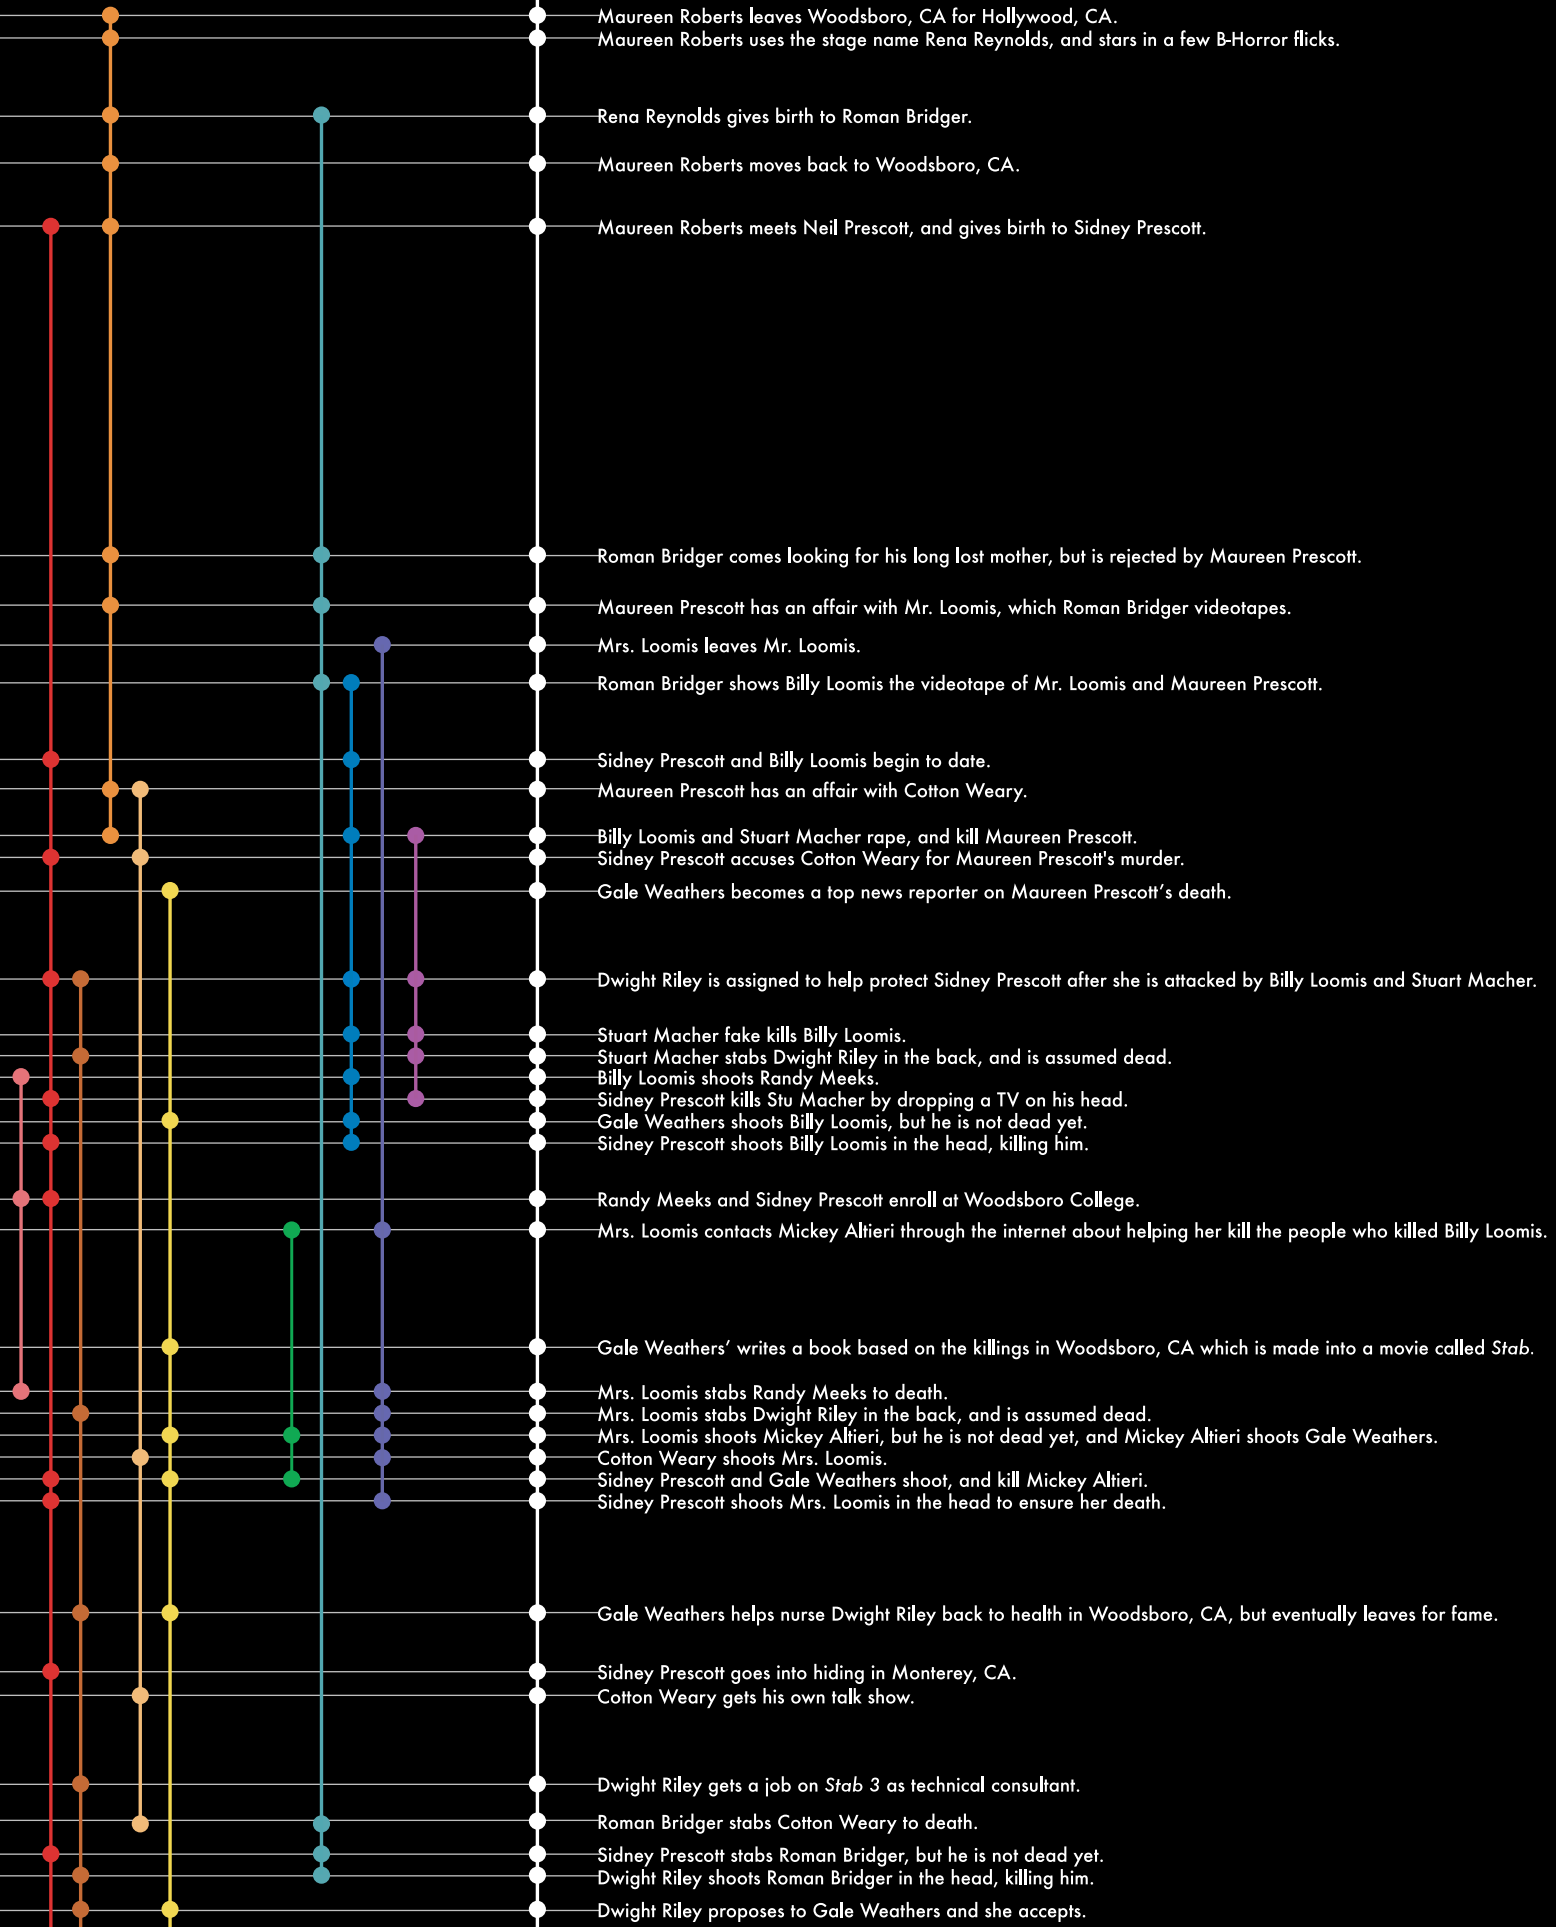 Maureen Roberts leaves Woodsboro, CA for Hollywood, CA.
Maureen Roberts uses the stage name Rena Reynolds, and stars in a few B-Horror flicks.
Rena Reynolds gives birth to Roman Bridger.
Maureen Roberts moves back to Woodsboro, CA.
Maureen Roberts meets Neil Prescott, and gives birth to Sidney Prescott.
Roman Bridger comes looking for his long lost mother, but is rejected by Maureen Prescott.
Maureen Prescott has an affair with Mr. Loomis, which Roman Bridger videotapes.
Mrs. Loomis leaves Mr. Loomis.
Roman Bridger shows Billy Loomis the videotape of Mr. Loomis and Maureen Prescott.
Sidney Prescott and Billy Loomis begin to date.
Maureen Prescott has an affair with Cotton Weary.
Billy Loomis and Stuart Macher rape, and kill Maureen Prescott.
Sidney Prescott accuses Cotton Weary for Maureen Prescott's murder.
Gale Weathers becomes a top news reporter on Maureen Prescott’s death.
Dwight Riley is assigned to help protect Sidney Prescott after she is attacked by Billy Loomis and Stuart Macher.
Stuart Macher fake kills Billy Loomis.
Stuart Macher stabs Dwight Riley in the back, and is assumed dead.
Billy Loomis shoots Randy Meeks.
Sidney Prescott kills Stu Macher by dropping a TV on his head.
Gale Weathers shoots Billy Loomis, but he is not dead yet.
Sidney Prescott shoots Billy Loomis in the head, killing him.
Randy Meeks and Sidney Prescott enroll at Woodsboro College.
Mrs. Loomis contacts Mickey Altieri through the internet about helping her kill the people who killed Billy Loomis.
Gale Weathers’ writes a book based on the killings in Woodsboro, CA which is made into a movie called Stab.
Mrs. Loomis stabs Randy Meeks to death.
Mrs. Loomis stabs Dwight Riley in the back, and is assumed dead.
Mrs. Loomis shoots Mickey Altieri, but he is not dead yet, and Mickey Altieri shoots Gale Weathers.
Cotton Weary shoots Mrs. Loomis.
Sidney Prescott and Gale Weathers shoot, and kill Mickey Altieri.
Sidney Prescott shoots Mrs. Loomis in the head to ensure her death.
Gale Weathers helps nurse Dwight Riley back to health in Woodsboro, CA, but eventually leaves for fame.
Sidney Prescott goes into hiding in Monterey, CA.
Cotton Weary gets his own talk show.
Dwight Riley gets a job on Stab 3 as technical consultant.
Roman Bridger stabs Cotton Weary to death.
Sidney Prescott stabs Roman Bridger, but he is not dead yet.
Dwight Riley shoots Roman Bridger in the head, killing him.
Dwight Riley proposes to Gale Weathers and she accepts.